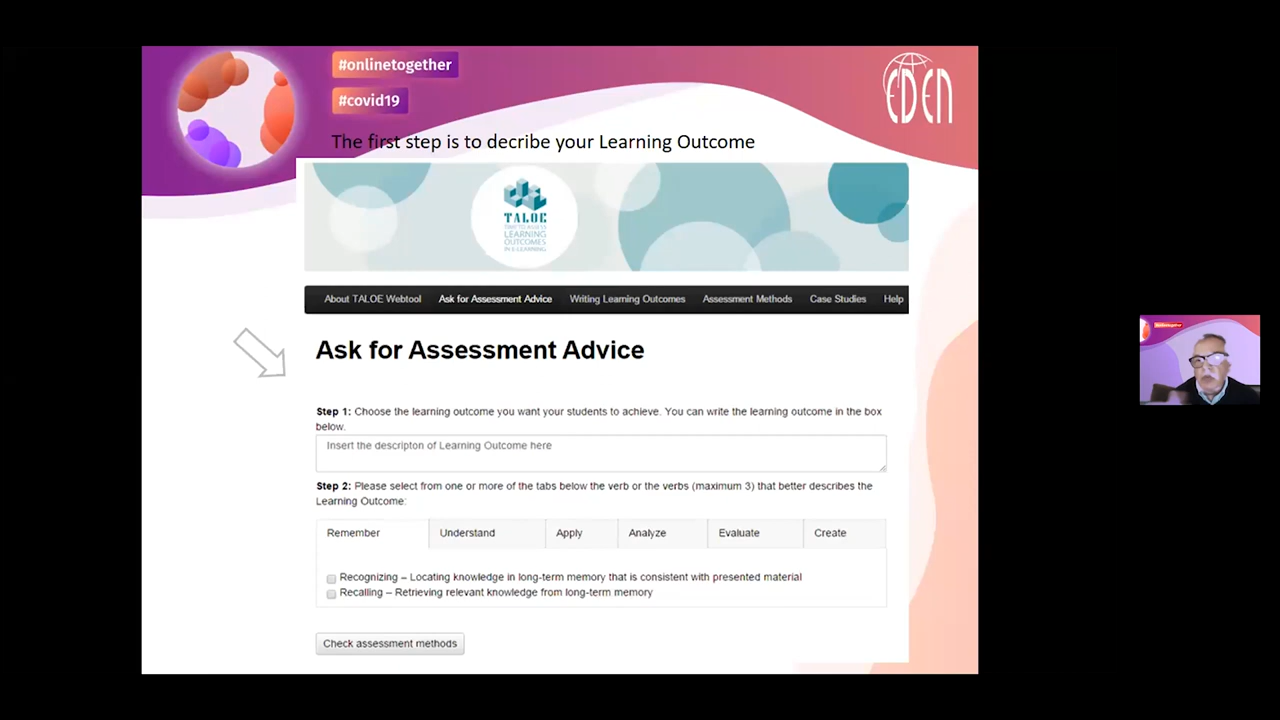 #onlinetogether
#covid19
EDEN
The first step is to decribe your Learning Outcome
TALOE
TIME TO ASSESS
LEARNING
OUTCOMES
IN E-LEARNING
About TALOE Webtool Ask for Assessment Advice Writing Learning Outcomes Assessment Methods Case Studies Help
Ask for Assessment Advice
Step 1: Choose the learning outcome you want your students to achieve. You can write the learning outcome in the box
below.
Insert the descripton of Learning Outcome here
Step 2: Please select from one or more of the tabs below the verb or the verbs (maximum 3) that better describes the
Learning Outcome:
Remember Understand Apply Analyze Evaluate Create
Recognizing – Locating knowledge in long-term memory that is consistent with presented material
Recalling – Retrieving relevant knowledge from long-term memory
Check assessment methods